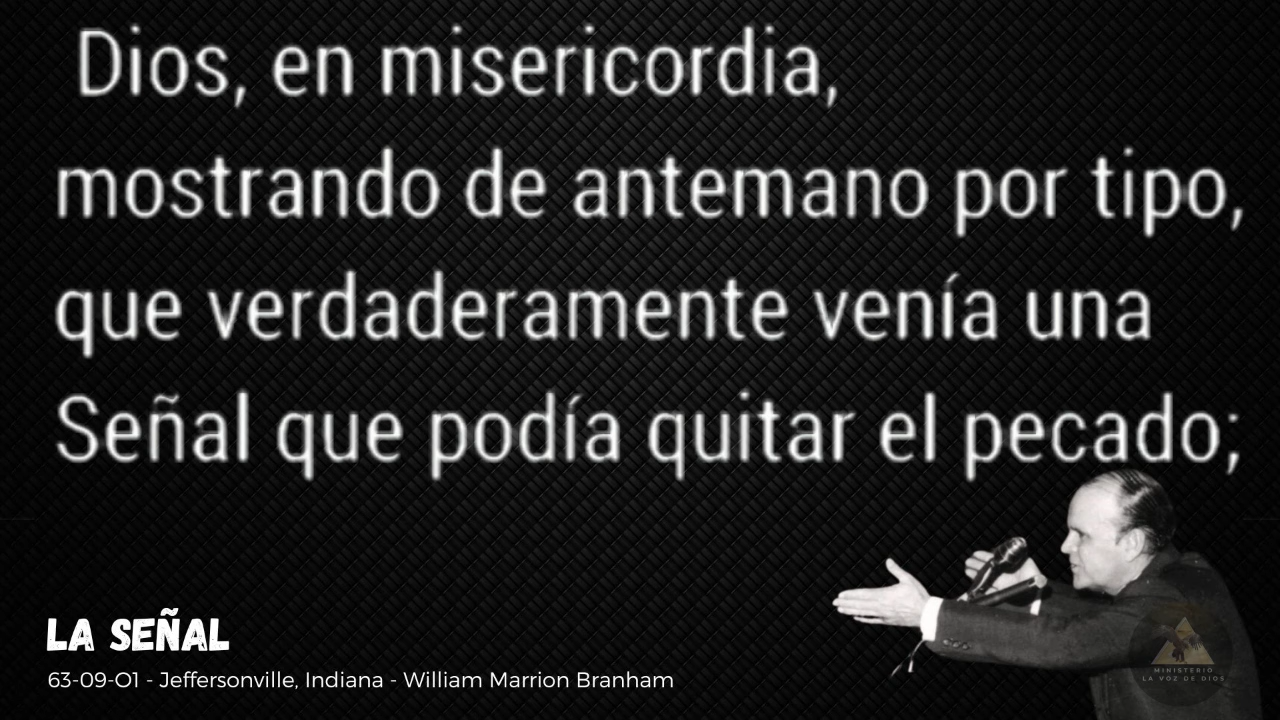 Dios, en misericordia,
mostrando de antemano por tipo,
que verdaderamente venía una
Señal que podía quitar el pecado;
LA SEÑAL
63-09-O1 - Jeffersonville, Indiana - William Marrion Branham
MINISTERIO
LA VOZ DE DIOS